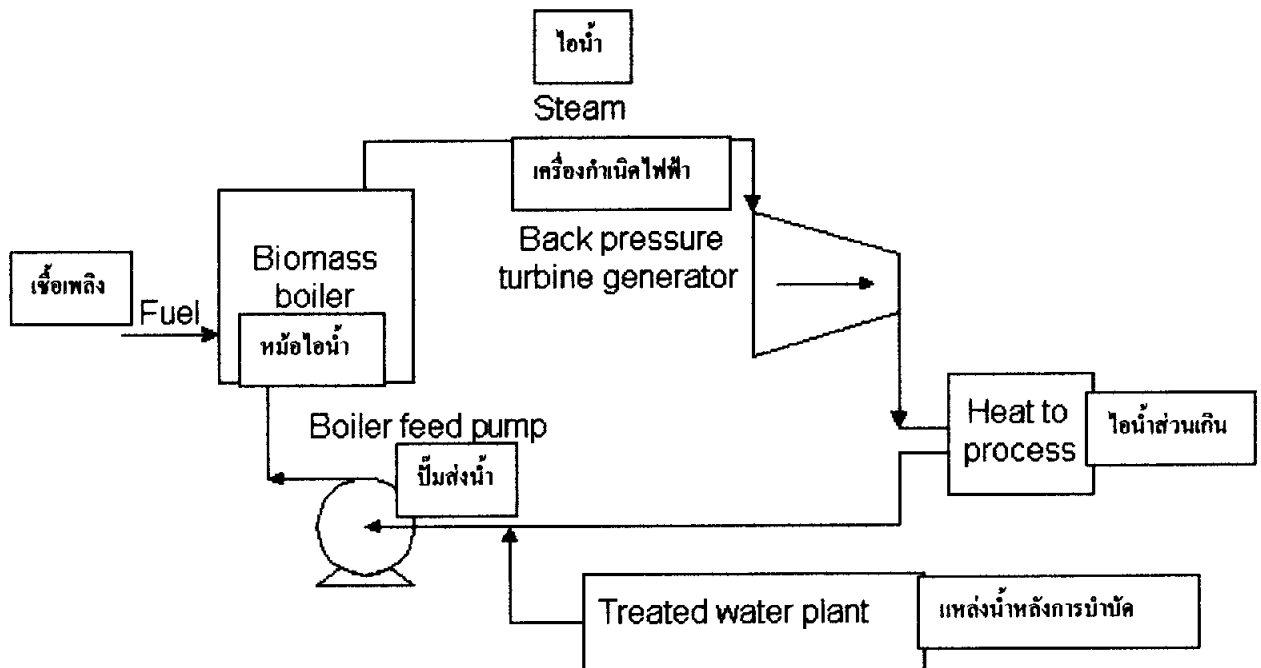 ไอน้ำ
Steam
เครื่องกำเนิดไฟฟ้า
Back pressure
turbine generator
Biomass
boiler
หม้อไอน้ำ
เชื้อเพลิง
Fuel
Boiler feed pump
ปั๊มส่งน้ำ
Heat to
process
ไอน้ำส่วนเกิน
Treated water plant
แหล่งน้ำหลังการบำบัด